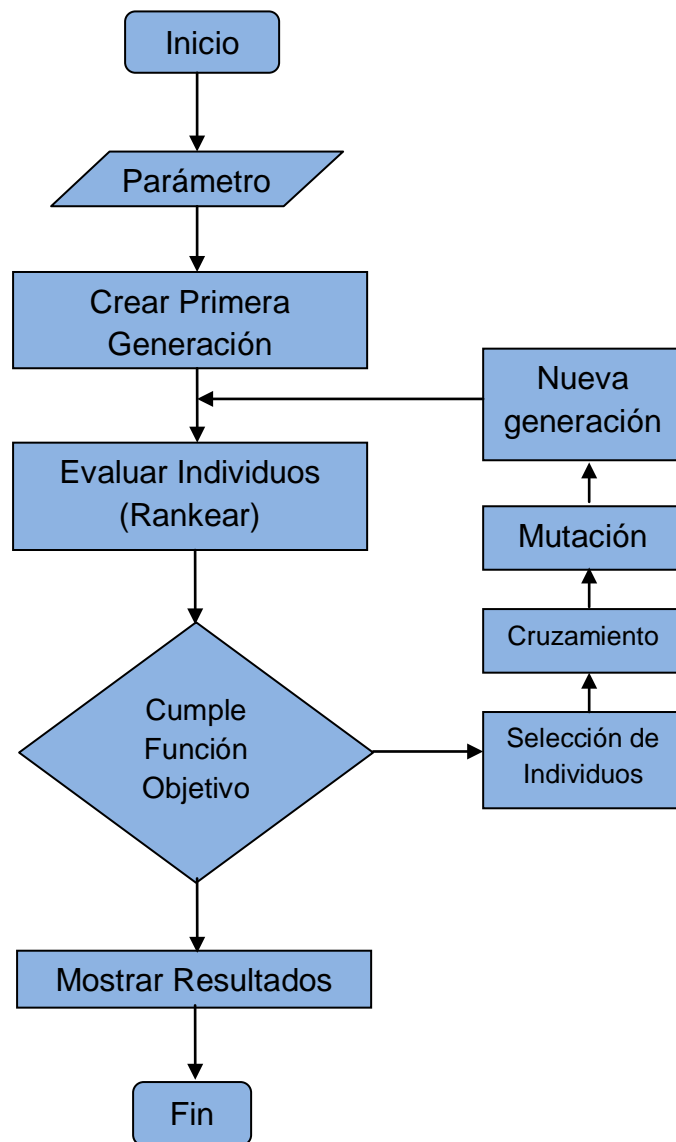 Inicio
Parámetro
Crear Primera
Generación
Evaluar Individuos
(Rankear)
Cumple
Función
Objetivo
Selección de
Individuos
Cruzamiento
Mutación
Nueva
generación
Mostrar Resultados
Fin